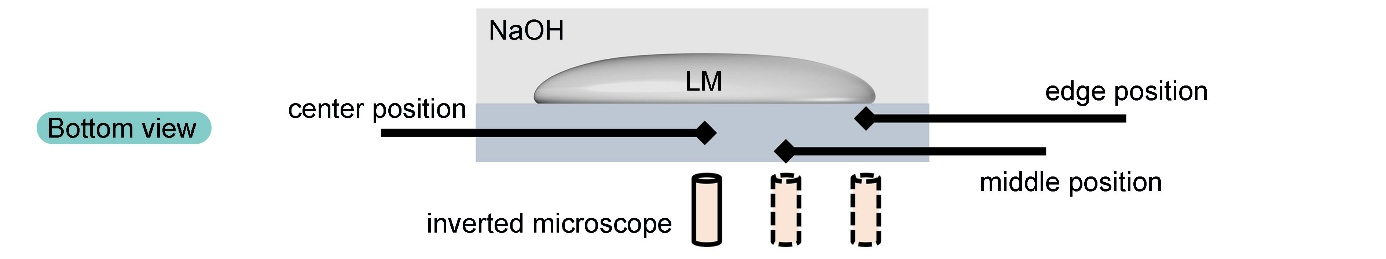 NaOH
LM
center position
edge position
Bottom view
middle position
inverted microscope